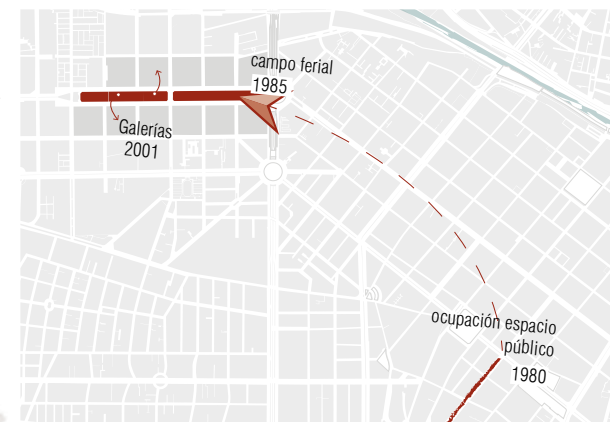 campo ferial
1985
Galerías
2001
ocupación espacio
público
1980